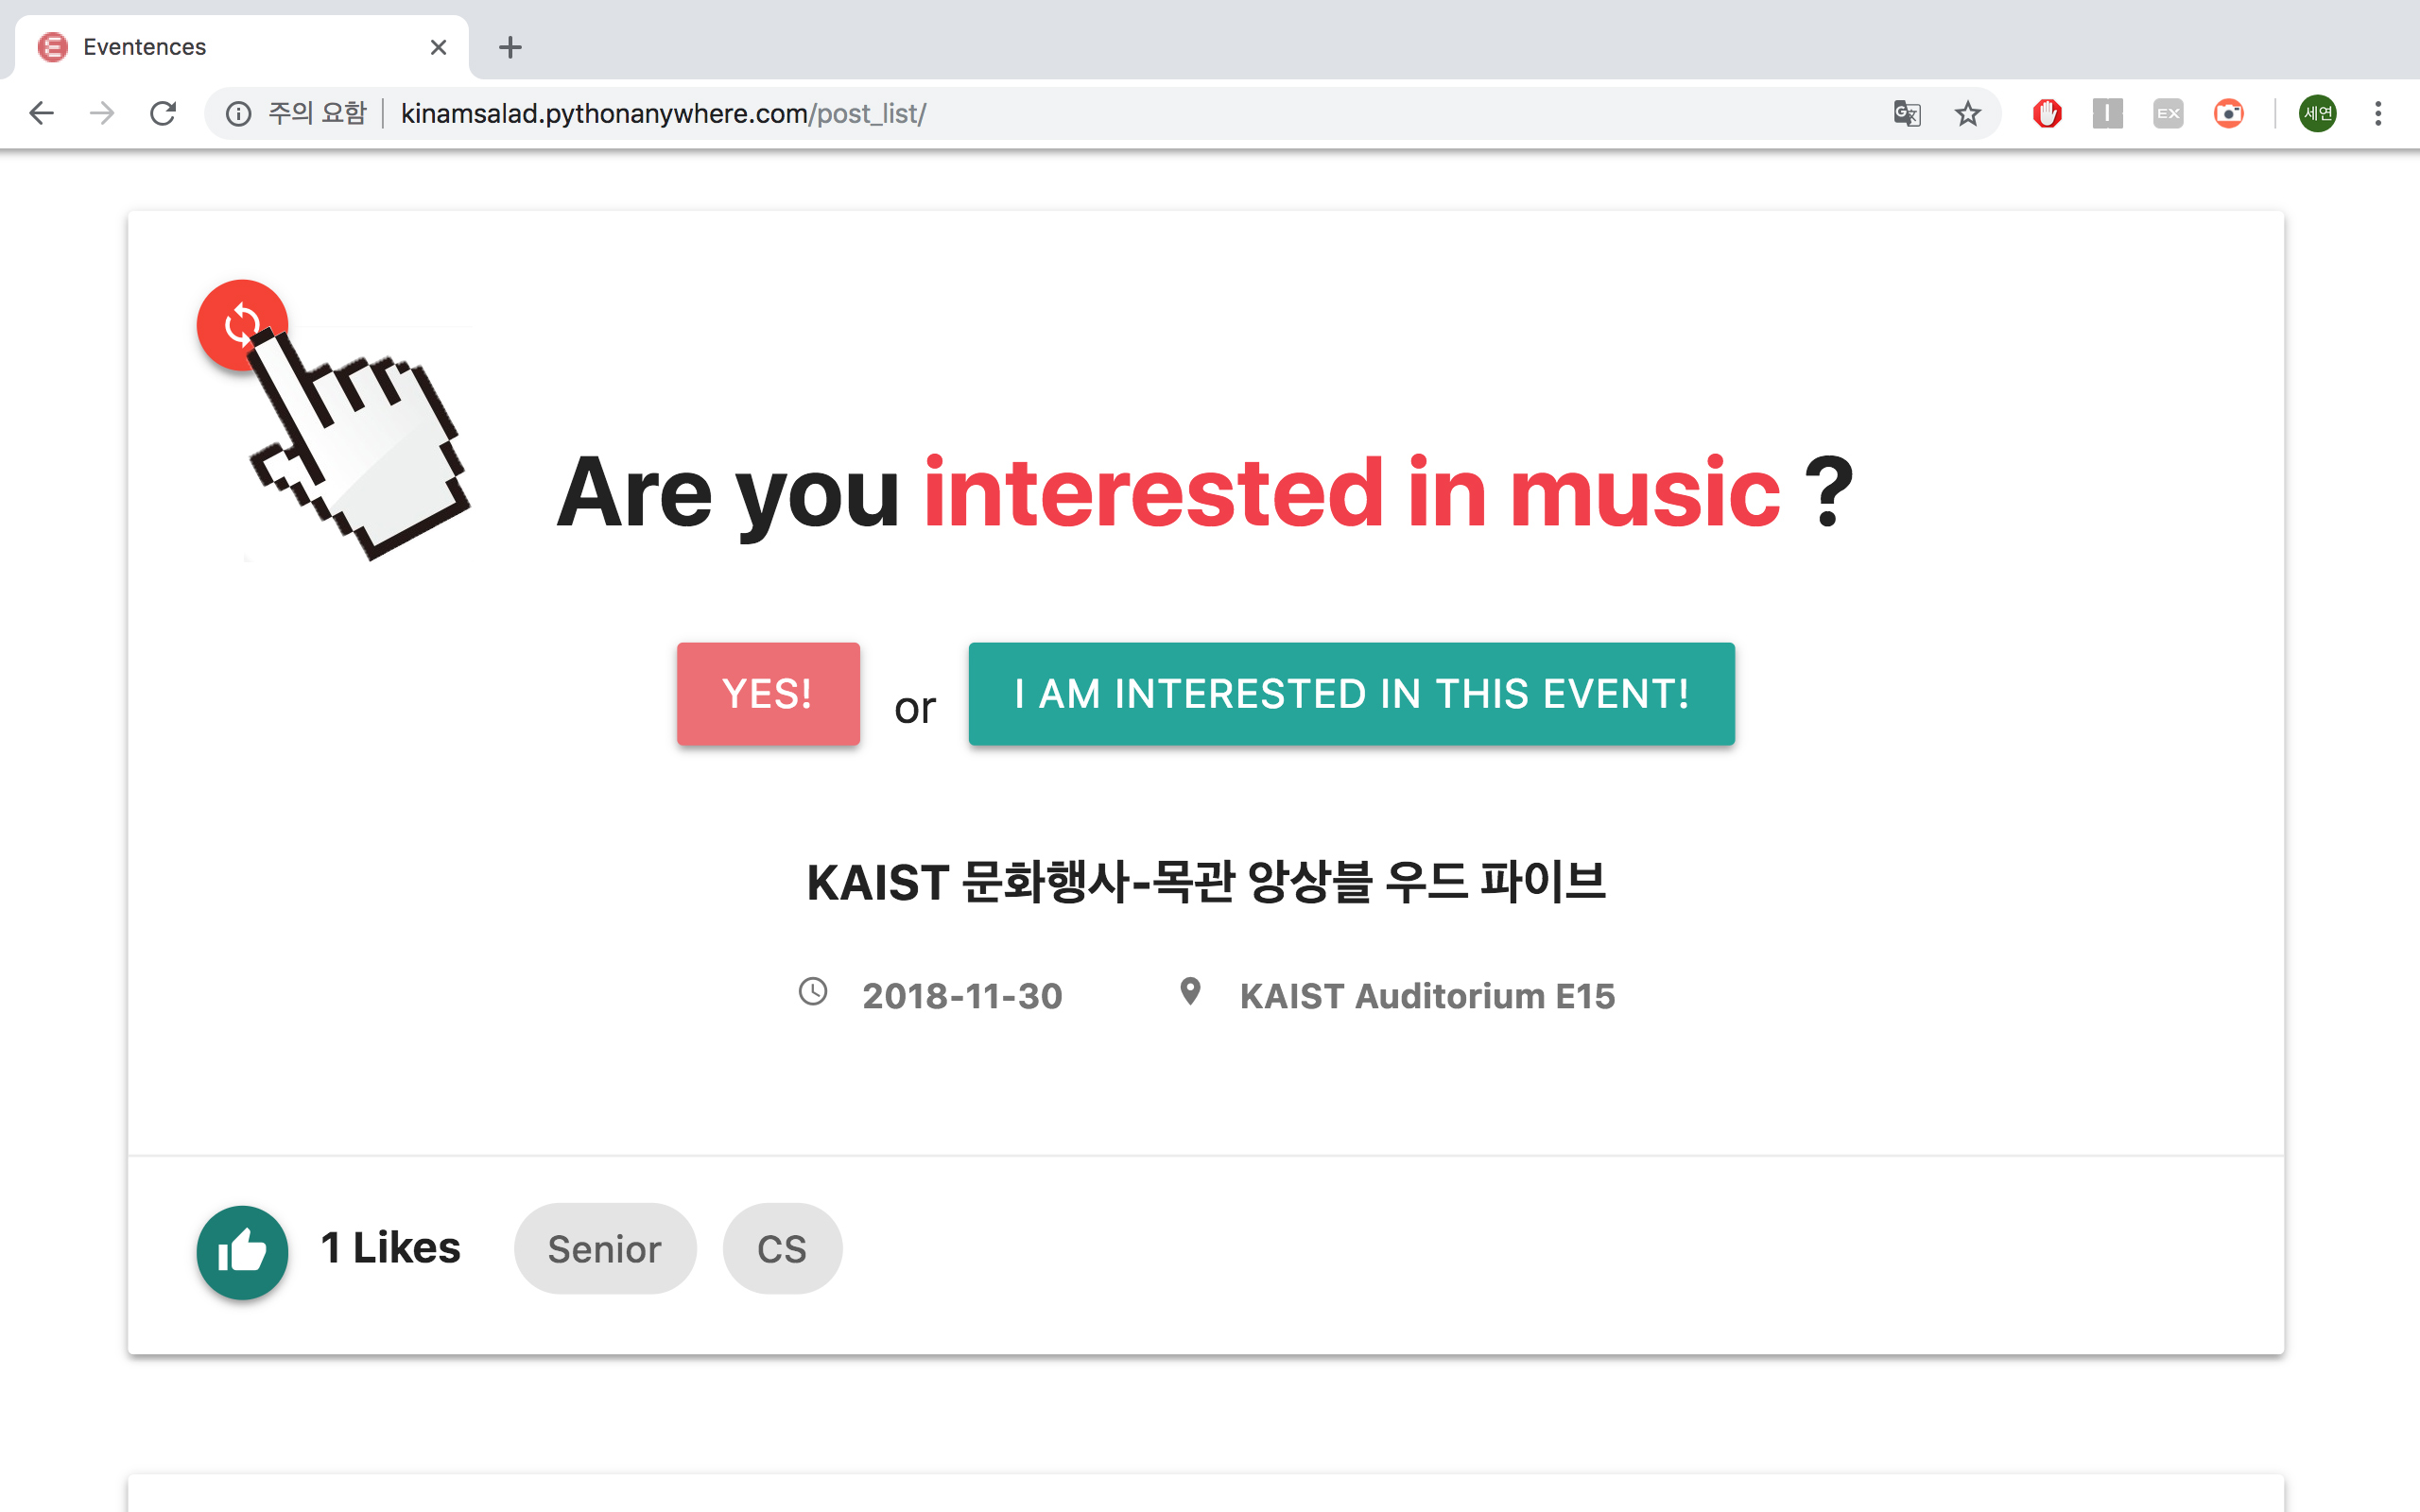 Eventences
주의 요함 kinamsalad.pythonanywhere.com/post_list/
EX
세연
Are you interested in music ?
YES! or I AM INTERESTED IN THIS EVENT!
KAIST 문화행사-목관 앙상블 우드 파이브
2018-11-30 KAIST Auditorium E15
1 Likes Senior CS